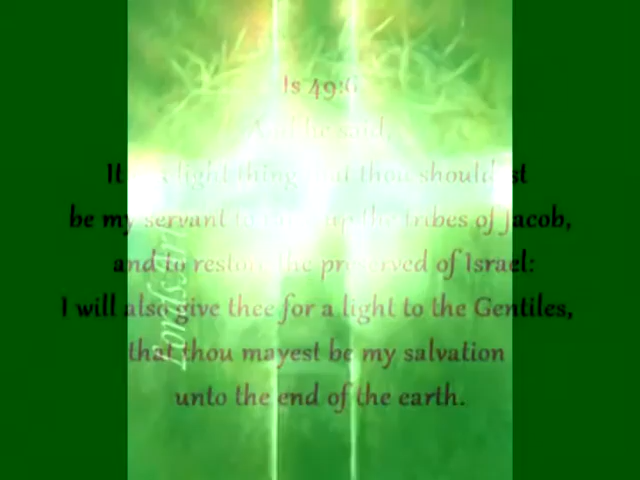 Is 49:6
And he said,
It is a light thing that thou shouldest
be my servant to raise up the tribes of Jacob,
and to restore the preserved of Israel:
I will also give thee for a light to the Gentiles,
that thou mayest be my salvation
unto the end of the earth.